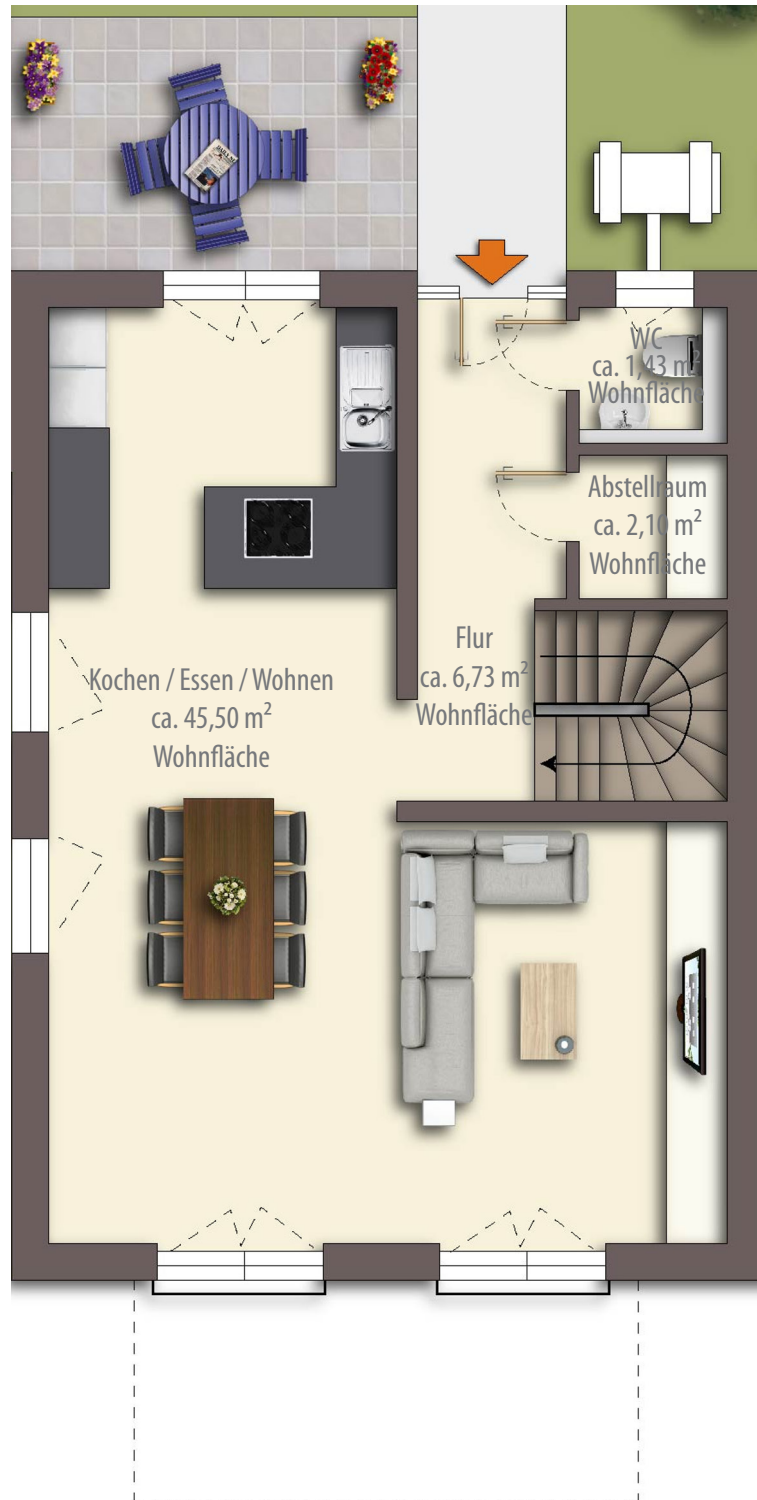 WC
ca. 1,43 m²
Wohnfläche
Abstellraum
ca. 2,10 m²
Wohnfläche
Flur
ca. 6,73 m²
Wohnfläche
Kochen / Essen / Wohnen
ca. 45,50 m²
Wohnfläche